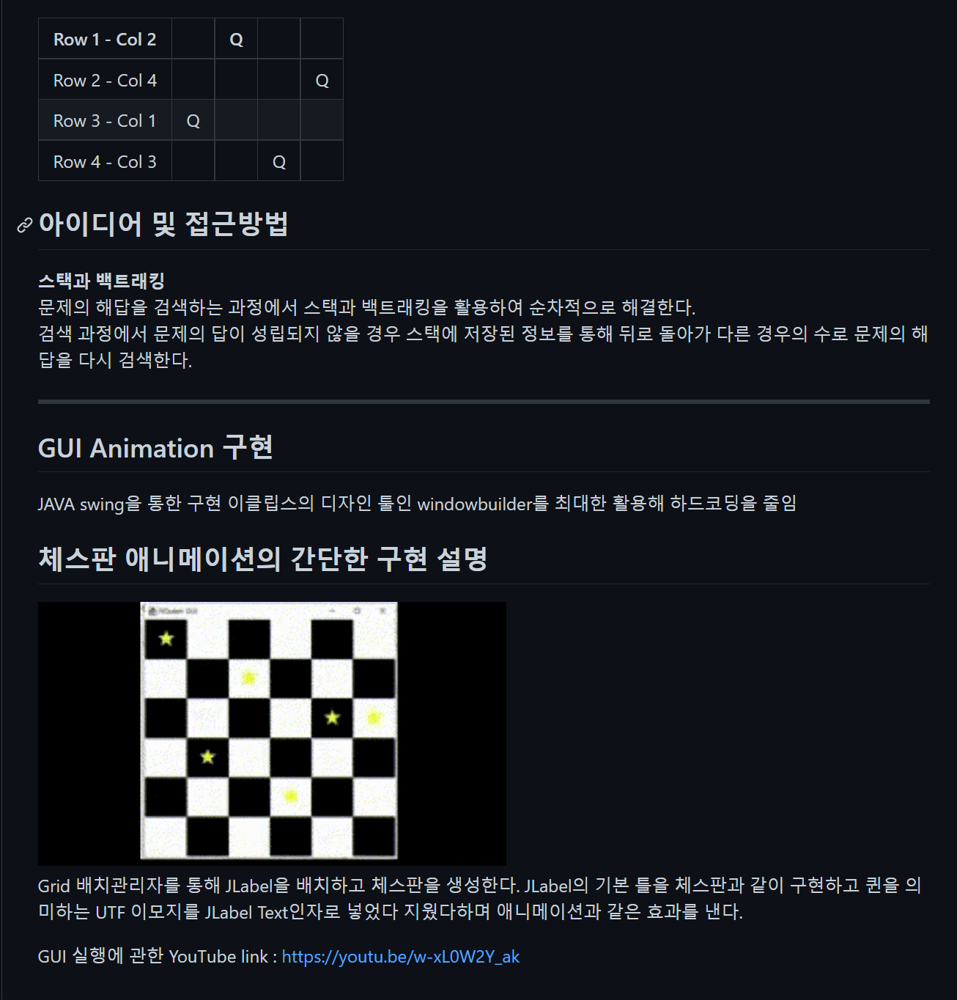 Row 1 - Col 2 Q
Row 2 - Col 4 Q
Row 3 - Col 1 Q
Row 4 - Col 3 Q
아이디어 및 접근방법
스택과 백트래킹
문제의 해답을 검색하는 과정에서 스택과 백트래킹을 활용하여 순차적으로 해결한다.
검색 과정에서 문제의 답이 성립되지 않을 경우 스택에 저장된 정보를 통해 뒤로 돌아가 다른 경우의 수로 문제의 해
답을 다시 검색한다.
GUI Animation 구현
JAVA swing을 통한 구현 이클립스의 디자인 툴인 windowbuilder를 최대한 활용해 하드코딩을 줄임
체스판 애니메이션의 간단한 구현 설명
NQueen GUI
Grid 배치관리자를 통해 JLabel을 배치하고 체스판을 생성한다. JLabel의 기본 틀을 체스판과 같이 구현하고 퀸을 의
미하는 UTF 이모지를 JLabel Text인자로 넣었다 지웠다하며 애니메이션과 같은 효과를 낸다.
GUI 실행에 관한 YouTube link : https://youtu.be/w-xL0W2Y_ak